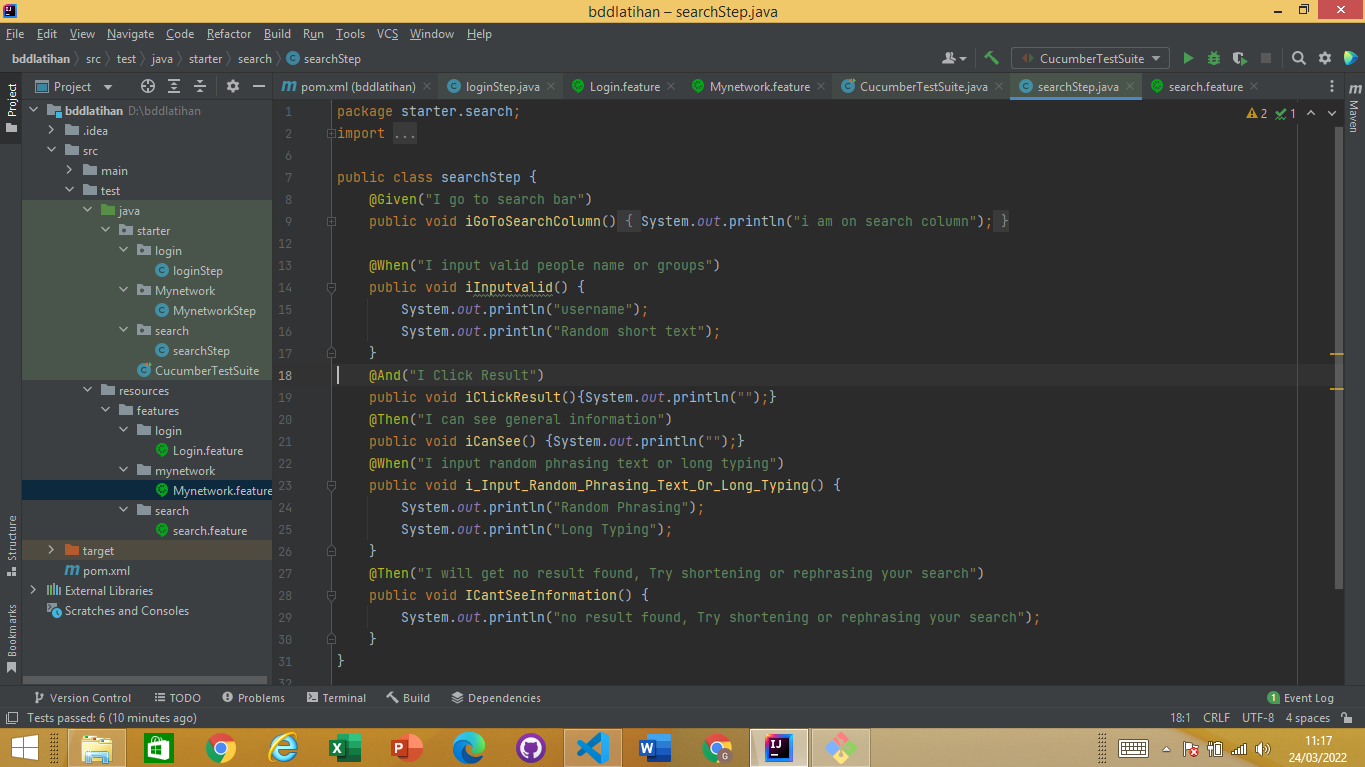 bddlatihan – searchStep.java
File Edit View Navigate Code Refactor Build Run Tools VCS Window Help
bddlatihan src test java starter search searchStep
CucumberTestSuite
Project
pom.xml (bddlatihan) loginStep.java Login.feature Mynetwork.feature CucumberTestSuite.java searchStep.java search.feature
Project
Structure
Bookmarks
bddlatihan D:\bddlatihan
.idea
src
main
test
java
starter
login
loginStep
Mynetwork
MynetworkStep
search
searchStep
CucumberTestSuite
resources
features
login
Login.feature
mynetwork
Mynetwork.feature
search
search.feature
target
pom.xml
External Libraries
Scratches and Consoles
1 package starter.search;
2 import ...
6
7 public class searchStep {
8 @Given("I go to search bar")
9 public void iGoToSearchColumn() { System.out.println("i am on search column"); }
12
13 @When("I input valid people name or groups")
14 public void iInputvalid() {
15 System.out.println("username");
16 System.out.println("Random short text");
17 }
18 @And("I Click Result")
19 public void iClickResult(){System.out.println("");}
20 @Then("I can see general information")
21 public void iCanSee() {System.out.println("");}
22 @When("I input random phrasing text or long typing")
23 public void i_Input_Random_Phrasing_Text_Or_Long_Typing() {
24 System.out.println("Random Phrasing");
25 System.out.println("Long Typing");
26 }
27 @Then("I will get no result found, Try shortening or rephrasing your search")
28 public void ICantSeeInformation() {
29 System.out.println("no result found, Try shortening or rephrasing your search");
30 }
31 }
32
2 1
Maven
Version Control TODO Problems Terminal Build Dependencies 1 Event Log
Tests passed: 6 (10 minutes ago) 18:1 CRLF UTF-8 4 spaces
11:17
24/03/2022